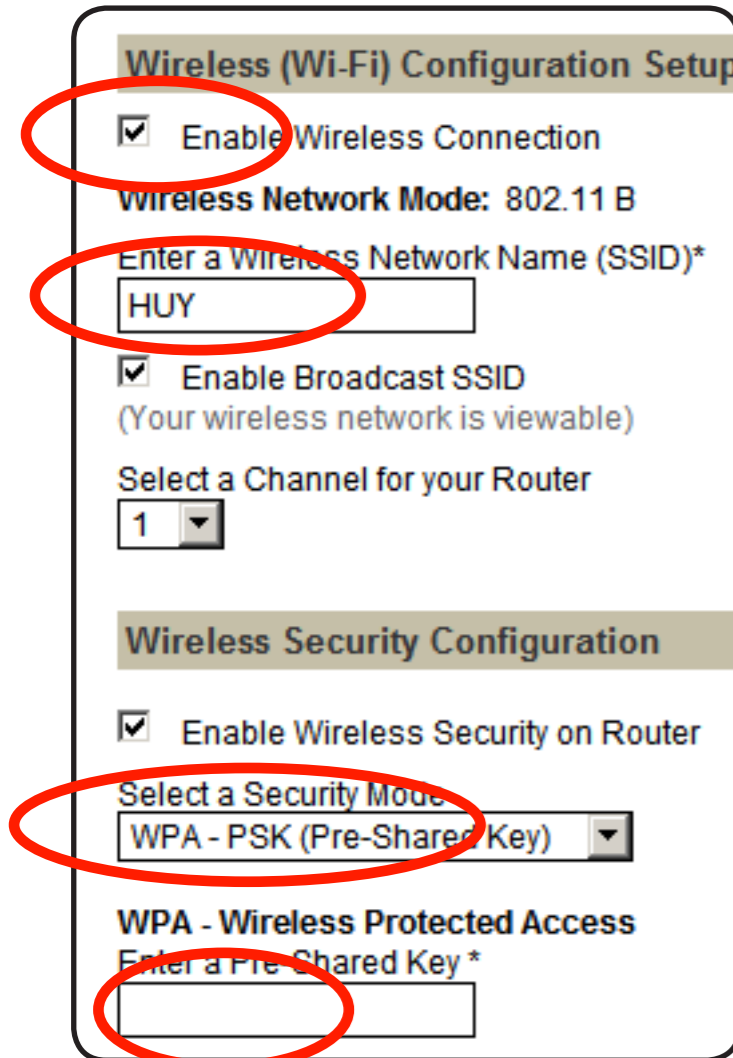 Wireless (Wi-Fi) Configuration Setup
Enable Wireless Connection
Wireless Network Mode: 802.11 B
Enter a Wireless Network Name (SSID)*
HUY
Enable Broadcast SSID
(Your wireless network is viewable)
Select a Channel for your Router
1
Wireless Security Configuration
Enable Wireless Security on Router
Select a Security Mode
WPA - PSK (Pre-Shared Key)
WPA - Wireless Protected Access
Enter a Pre-Shared Key *